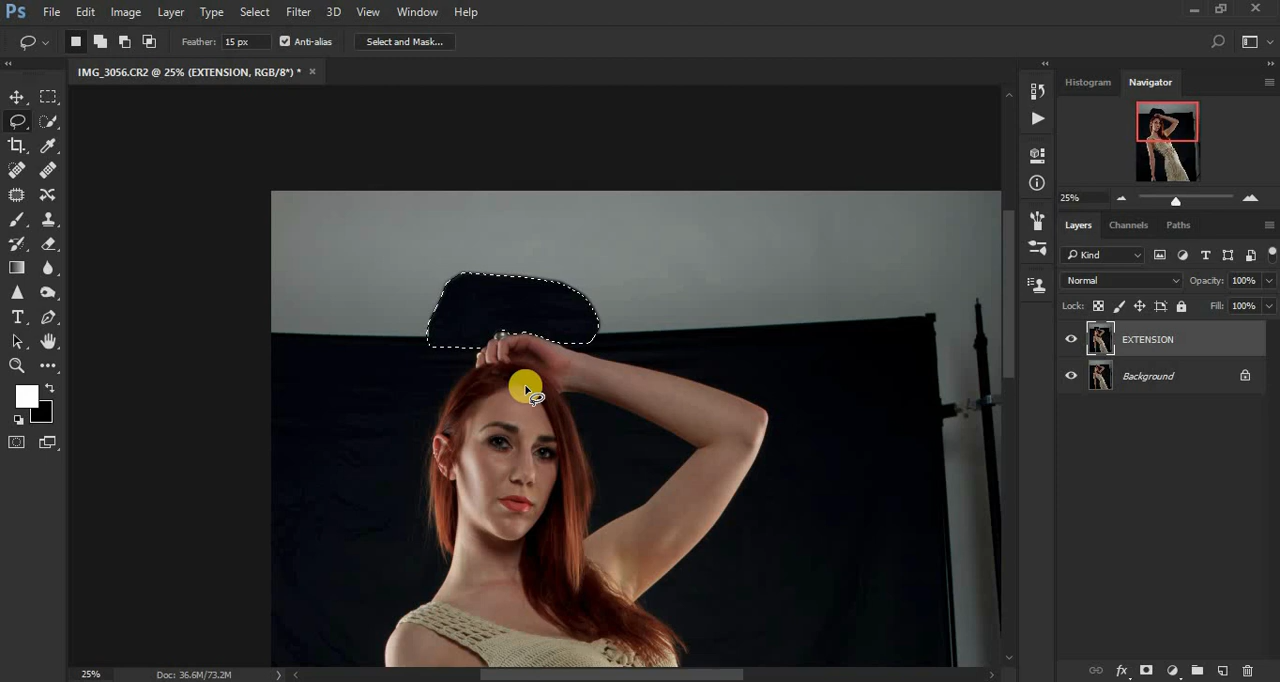 Ps File Edit Image Layer Type Select Filter 3D View Window Help
Feather: 15 px Anti-alias Select and Mask...
IMG_3056.CR2 @ 25% (EXTENSION, RGB/8*) * ×
Histogram Navigator
25%
Layers Channels Paths
Kind
Normal Opacity: 100%
Lock: Fill: 100%
EXTENSION
Background
25% Doc: 36.6M/73.2M
fx